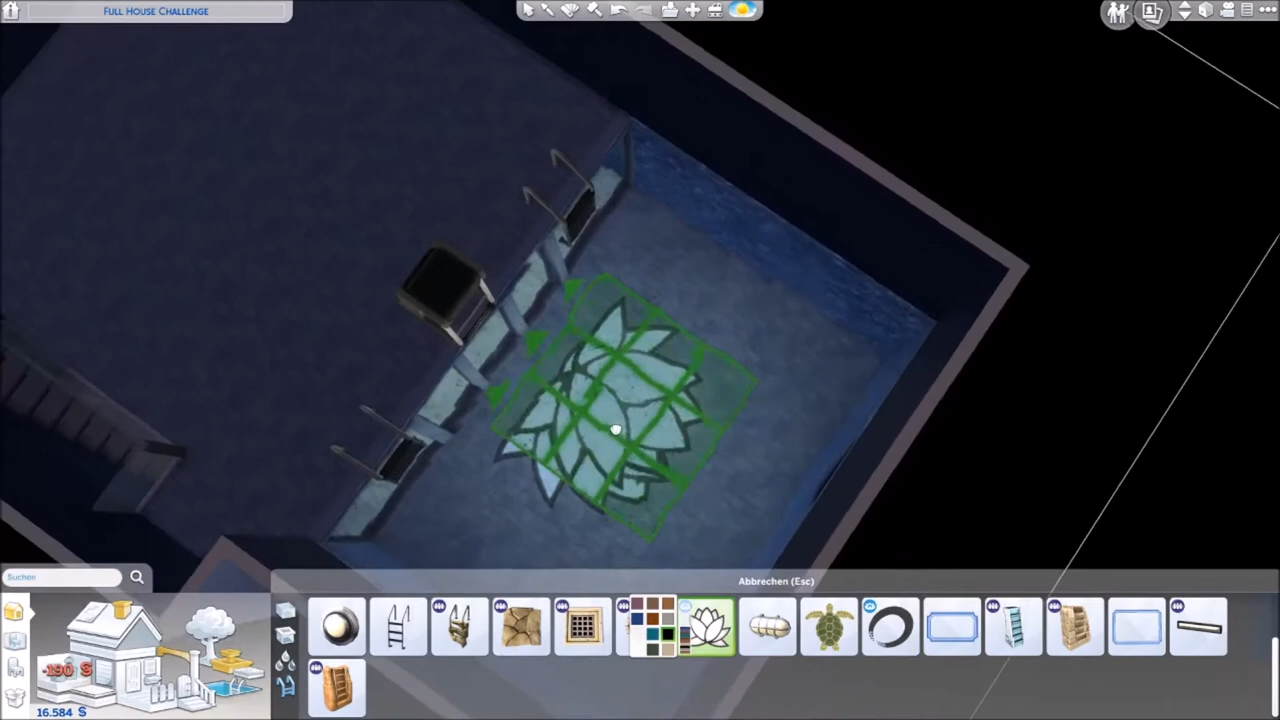 FULL HOUSE CHALLENGE
Abbrechen (Esc)
Suchen
-190 $
16.584 $